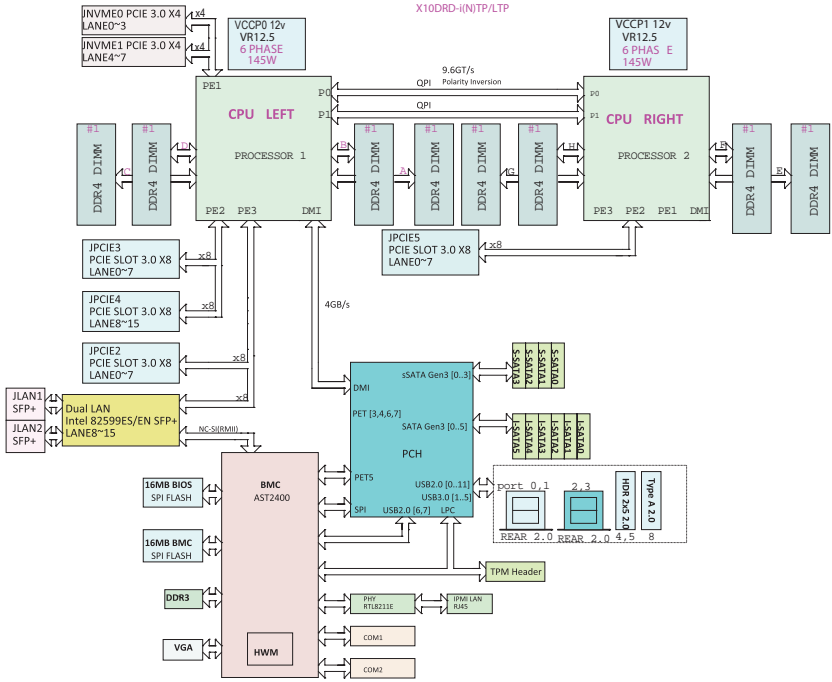 X10DRD-i(N)TP/LTP
JNVME0 PCIE 3.0 X4
LANE0~3
x4
JNVME1 PCIE 3.0 X4
LANE4~7
x4
VCCP0 12v
VR12.5
6 PHASE
145W
VCCP1 12v
VR12.5
6 PHAS E
145W
9.6GT/s
QPI
Polarity Inversion
QPI
PE1
P0
P1
CPU LEFT
PROCESSOR 1
PE2
PE3
DMI
P0
P1
CPU RIGHT
PROCESSOR 2
PE3
PE2
PE1
DMI
#1
DDR4 DIMM
#1
DDR4 DIMM
#1
DDR4 DIMM
#1
DDR4 DIMM
#1
DDR4 DIMM
#1
DDR4 DIMM
#1
DDR4 DIMM
#1
DDR4 DIMM
C
D
B
A
G
H
F
E
JPCIE3
PCIE SLOT 3.0 X8
LANE0~7
x8
JPCIE4
PCIE SLOT 3.0 X8
LANE8~15
x8
JPCIE2
PCIE SLOT 3.0 X8
LANE0~7
x8
JPCIE5
PCIE SLOT 3.0 X8
LANE0~7
x8
4GB/s
JLAN1
SFP+
JLAN2
SFP+
Dual LAN
Intel 82599ES/EN SFP+
LANE8~15
x8
NC-SI(RMII)
sSATA Gen3 [0..3]
DMI
PET [3,4,6,7]
SATA Gen3 [0..5]
PCH
PET5
USB2.0 [0..11]
USB3.0 [1..5]
SPI
USB2.0 [6,7]
LPC
S-SATA3
S-SATA2
S-SATA1
S-SATA0
I-SATA5
I-SATA4
I-SATA3
I-SATA2
I-SATA1
I-SATA0
port 0,1
REAR 2.0
2,3
REAR 2.0
HDR 2x5 2.0
4,5
Type A 2.0
8
BMC
AST2400
HWM
16MB BIOS
SPI FLASH
16MB BMC
SPI FLASH
DDR3
VGA
TPM Header
PHY
RTL8211E
IPMI LAN
RJ45
COM1
COM2